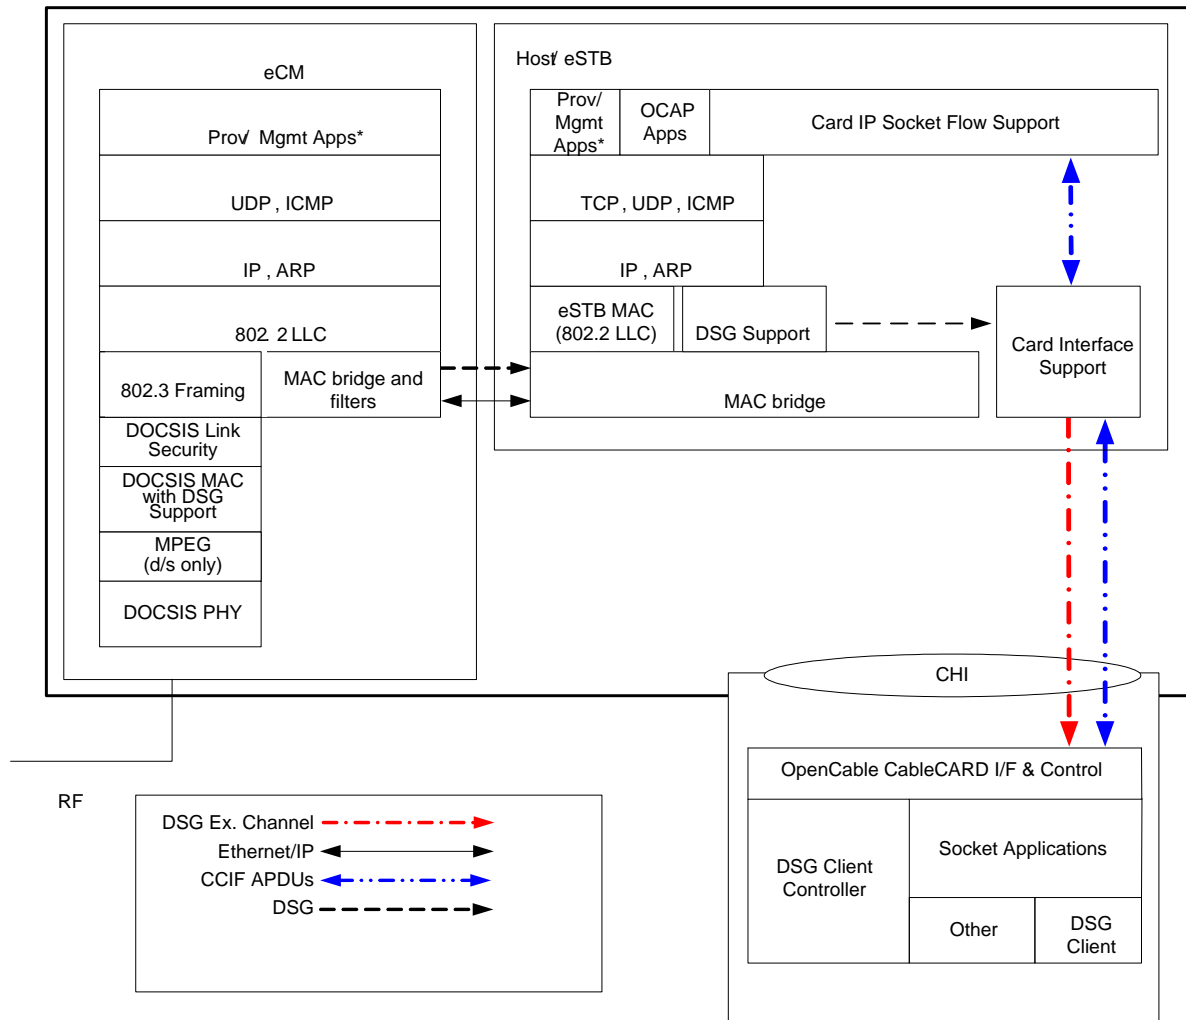 eCM
Prov/ Mgmt Apps*
UDP , ICMP
IP , ARP
802. 2 LLC
802.3 Framing
MAC bridge and
filters
DOCSIS Link
Security
DOCSIS MAC
with DSG
Support
MPEG
(d/s only)
DOCSIS PHY
Host/ eSTB
Prov/
Mgmt
Apps*
OCAP
Apps
Card IP Socket Flow Support
TCP , UDP , ICMP
IP , ARP
eSTB MAC
(802.2 LLC)
DSG Support
Card Interface
Support
MAC bridge
CHI
OpenCable CableCARD I/F & Control
DSG Client
Controller
Socket Applications
Other
DSG
Client
RF
DSG Ex. Channel
Ethernet/IP
CCIF APDUs
DSG